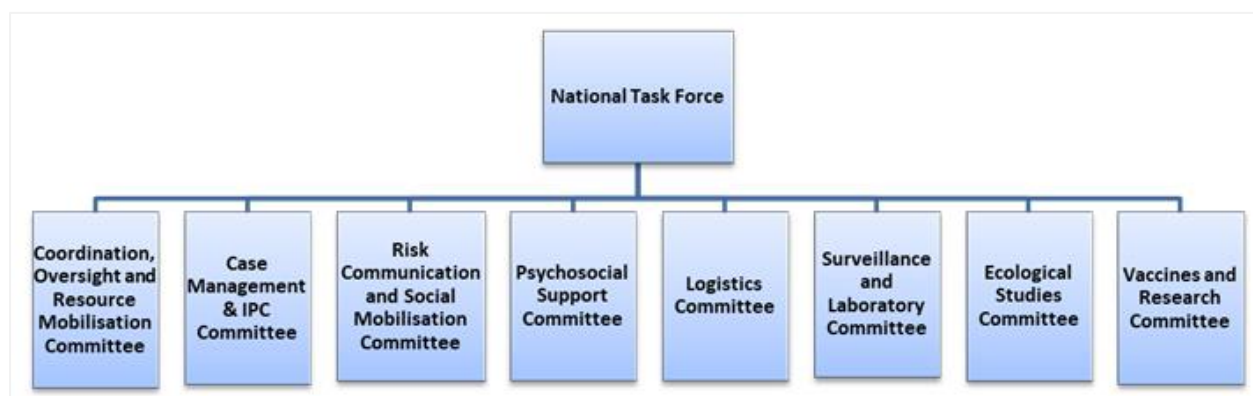 National Task Force
Coordination,
Oversight and
Resource
Mobilisation
Committee
Case
Management
& IPC
Committee
Risk
Communication
and Social
Mobilisation
Committee
Psychosocial
Support
Committee
Logistics
Committee
Surveillance
and
Laboratory
Committee
Ecological
Studies
Committee
Vaccines and
Research
Committee